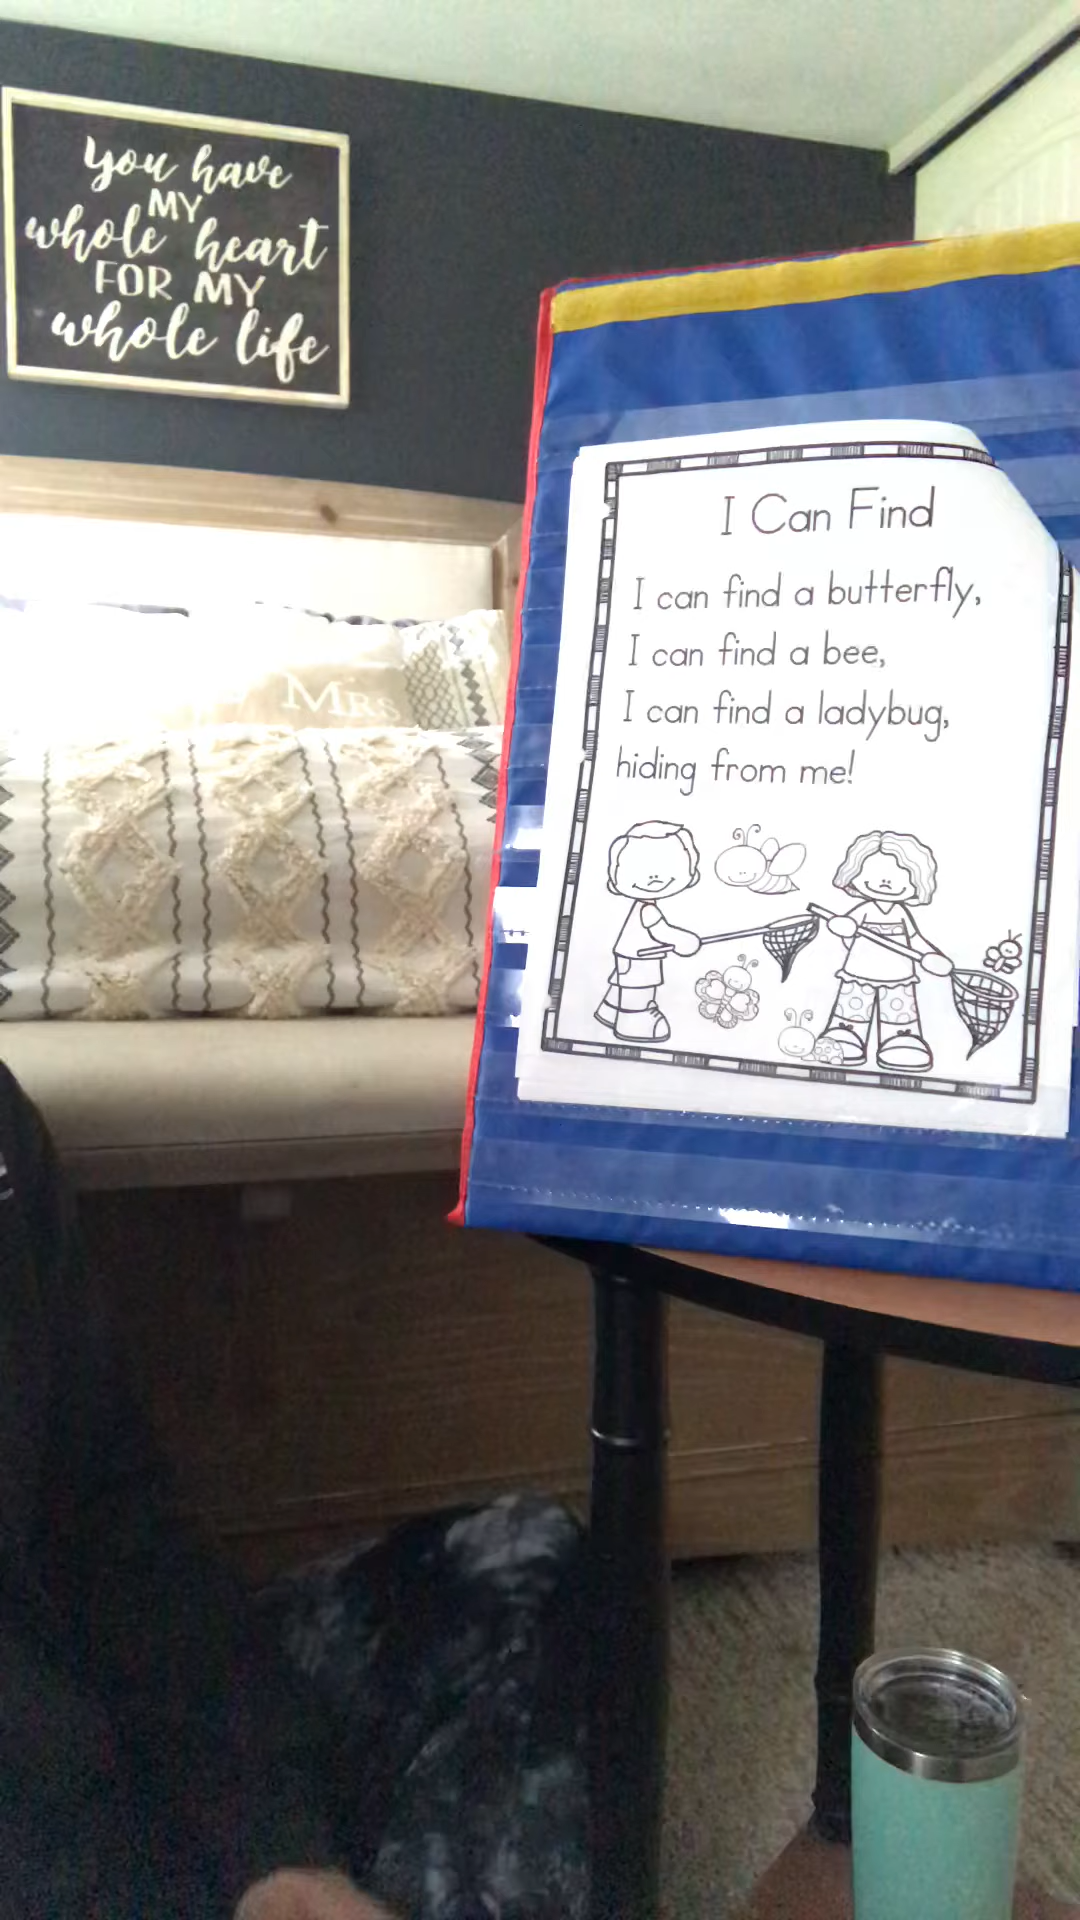 You have
MY
whole heart
FOR MY
whole life
MRS
I Can Find
I can find a butterfly,
I can find a bee,
I can find a ladybug,
hiding from me!